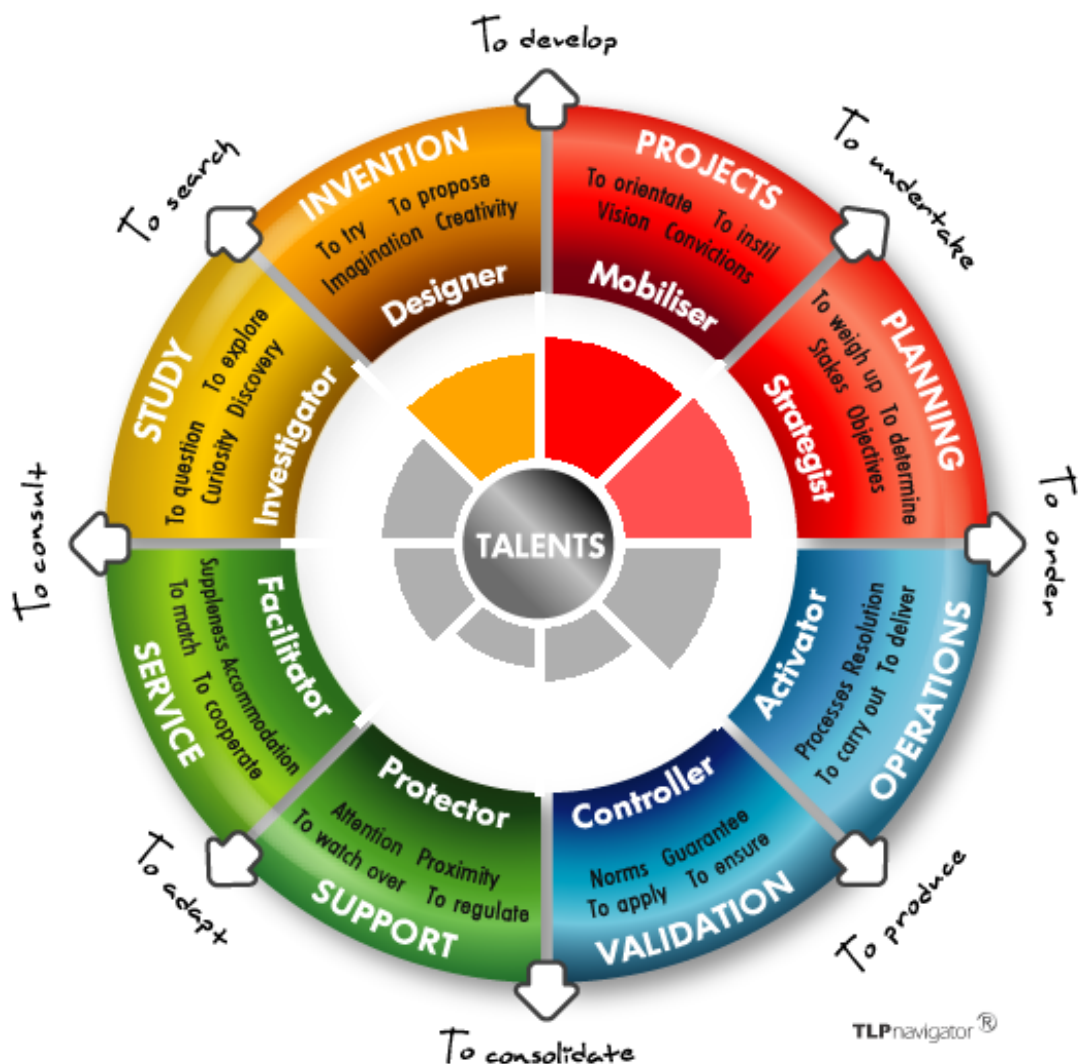 To develop
To undertake
To order
To produce
To consolidate
To adapt
To consult
To search
INVENTION
To try To propose
Imagination Creativity
Designer
PROJECTS
To orientate To instil
Vision Convictions
Mobiliser
PLANNING
To weigh up To determine
Stakes Objectives
Strategist
OPERATIONS
Activator
Processes Resolution
To carry out To deliver
VALIDATION
Controller
Norms Guarantee
To apply To ensure
SUPPORT
Protector
Attention Proximity
To watch over To regulate
SERVICE
Facilitator
Suppleness Accommodation
To match To cooperate
STUDY
To question To explore
Curiosity Discovery
Investigator
TALENTS
TLPnavigator ®